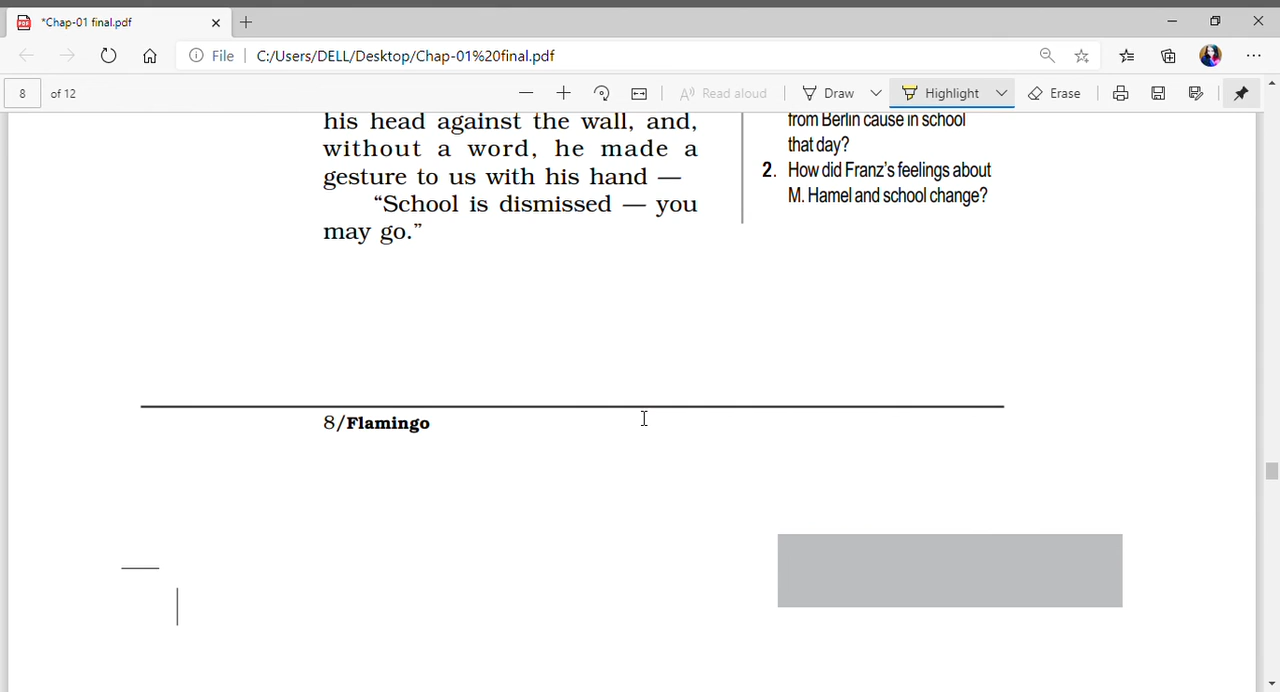 *Chap-01 final.pdf
File
C:/Users/DELL/Desktop/Chap-01%20final.pdf
8 of 12
Read aloud
Draw
Highlight
Erase
his head against the wall, and,
without a word, he made a
gesture to us with his hand —
“School is dismissed — you
may go.”
from Berlin cause in school
that day?
2. How did Franz’s feelings about
M. Hamel and school change?
8/Flamingo